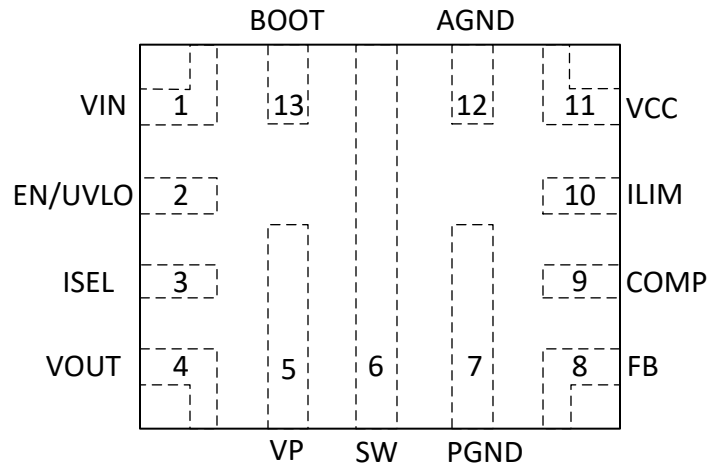 BOOT AGND
VIN 1 13 12 11 VCC
EN/UVLO 2 10 ILIM
ISEL 3 9 COMP
VOUT 4 5 6 7 8 FB
VP SW PGND